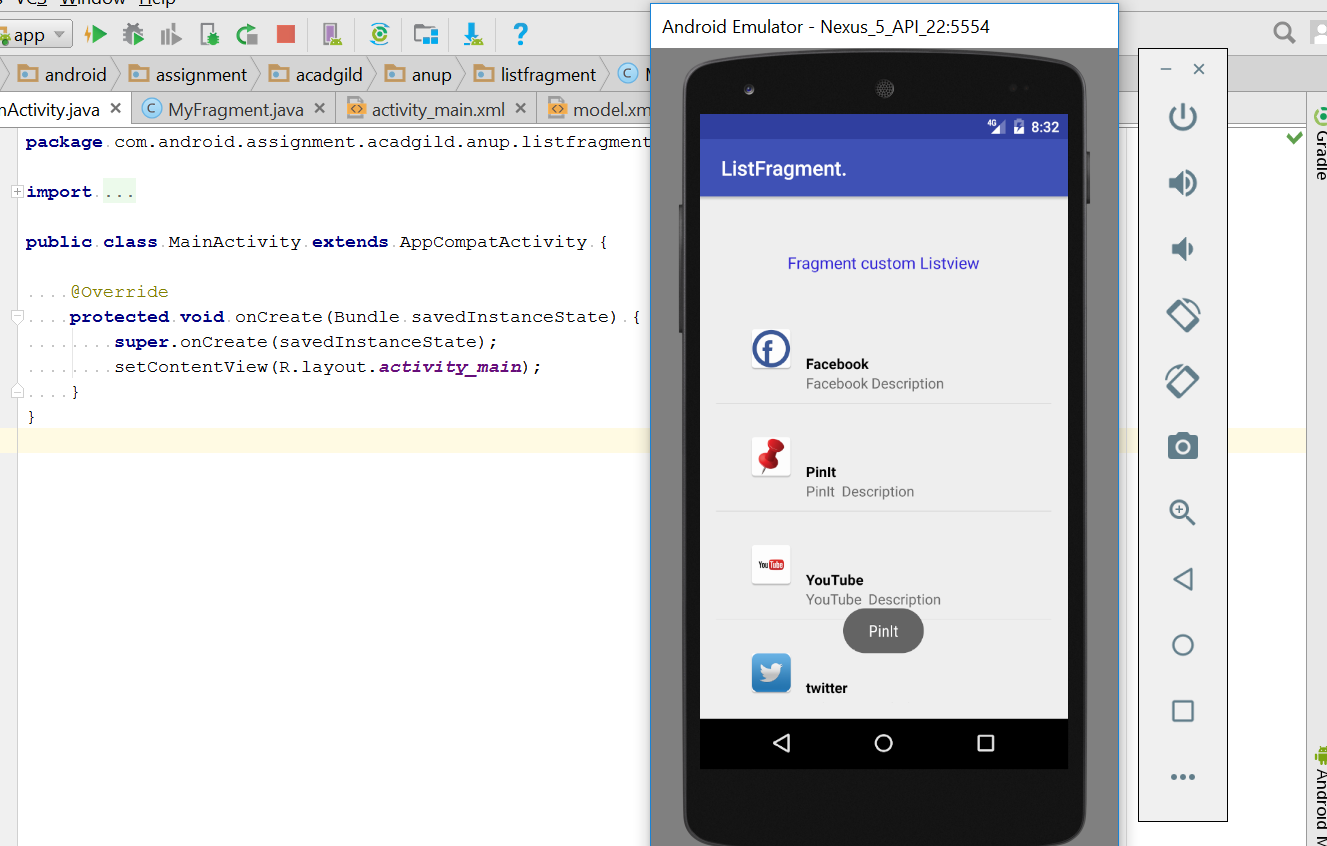 VCS Window Help
app
android assignment acadgild anup listfragment
nActivity.java MyFragment.java activity_main.xml model.xm
package com.android.assignment.acadgild.anup.listfragment
import ...
public class MainActivity extends AppCompatActivity {
@Override
protected void onCreate(Bundle savedInstanceState) {
super.onCreate(savedInstanceState);
setContentView(R.layout.activity_main);
}
}
Android Emulator - Nexus_5_API_22:5554
4G 8:32
ListFragment.
Fragment custom Listview
Facebook
Facebook Description
PinIt
PinIt Description
You Tube
YouTube
YouTube Description
PinIt
twitter
Gradle
Android M